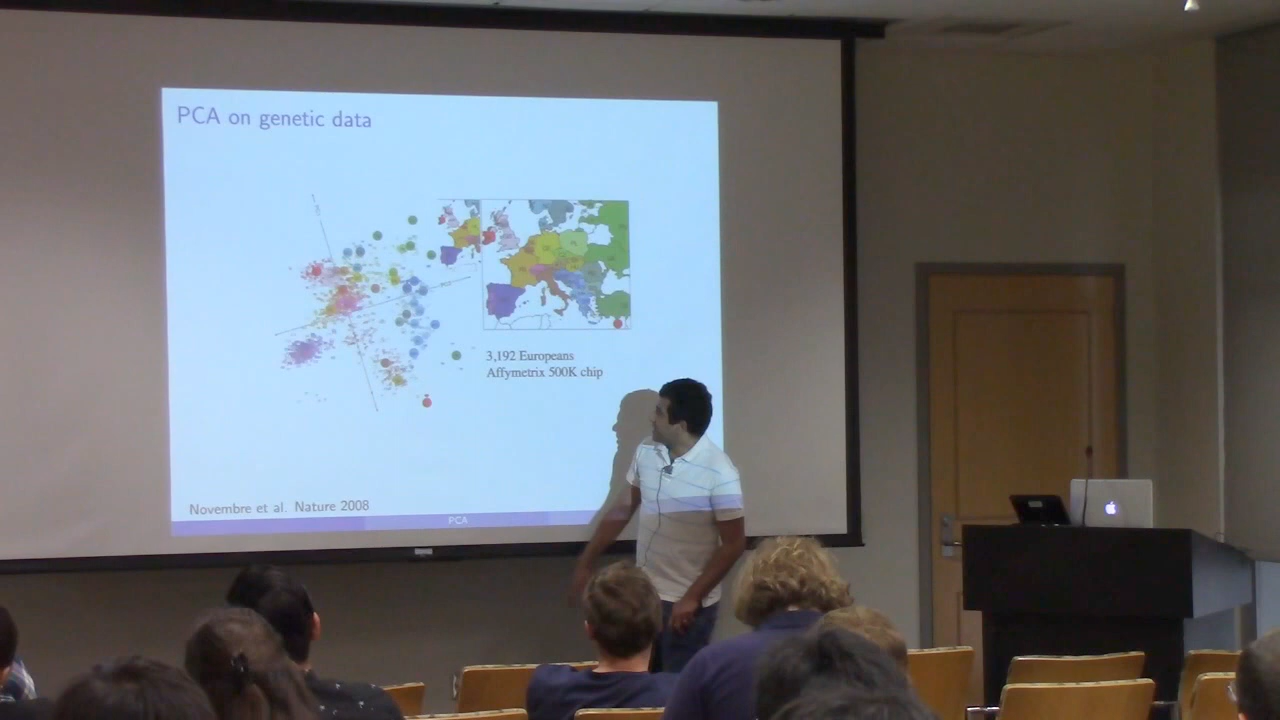 PCA on genetic data
3,192 Europeans
Affymetrix 500K chip
Novembre et al. Nature 2008
PCA